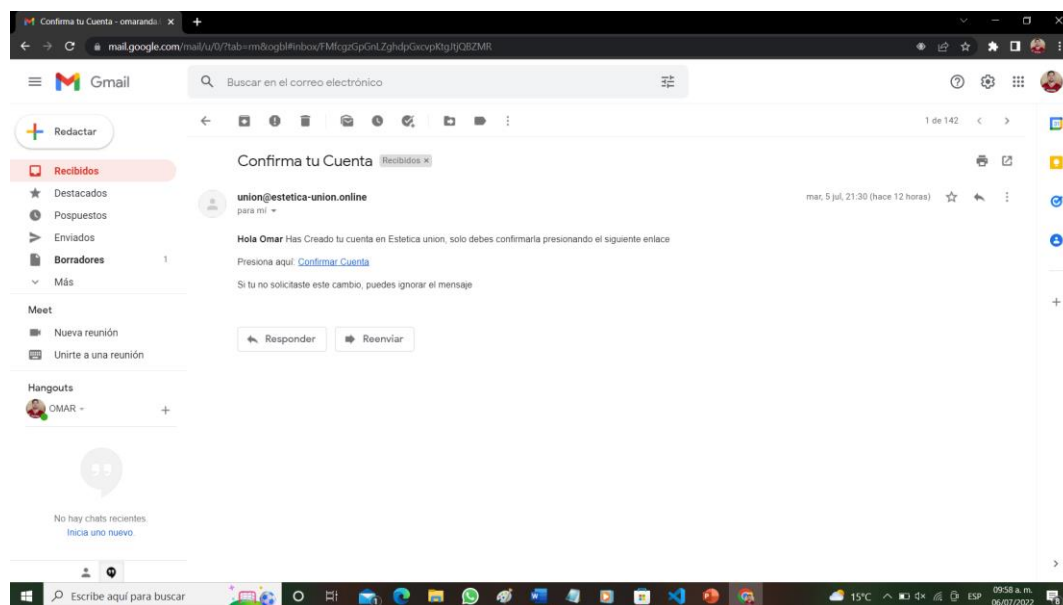 Confirma tu Cuenta - omaranda
mail.google.com/mail/u/0/?tab=rm&ogbl#inbox/FMfcgzGpGnLZghdpGxcvpKtgJtjQBZMR
Gmail
Buscar en el correo electrónico
Redactar
1 de 142
Recibidos
Destacados
Pospuestos
Enviados
Borradores 1
Más
Meet
Nueva reunión
Unirte a una reunión
Hangouts
OMAR
No hay chats recientes.
Inicia uno nuevo
Confirma tu Cuenta Recibidos ×
union@estetica-union.online mar, 5 jul, 21:30 (hace 12 horas)
para mí
Hola Omar Has Creado tu cuenta en Estetica union, solo debes confirmarla presionando el siguiente enlace
Presiona aquí: Confirmar Cuenta
Si tu no solicitaste este cambio, puedes ignorar el mensaje
Responder Reenviar
Escribe aquí para buscar
15°C ESP 09:58 a. m.
06/07/2022